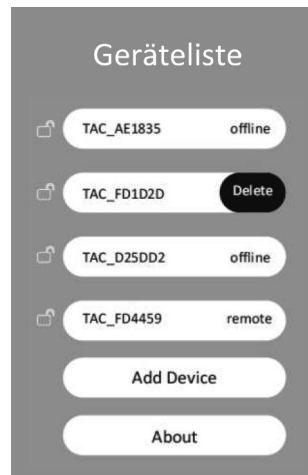 Geräteliste
TAC_AE1835 offline
TAC_FD1D2D Delete
TAC_D25DD2 offline
TAC_FD4459 remote
Add Device
About